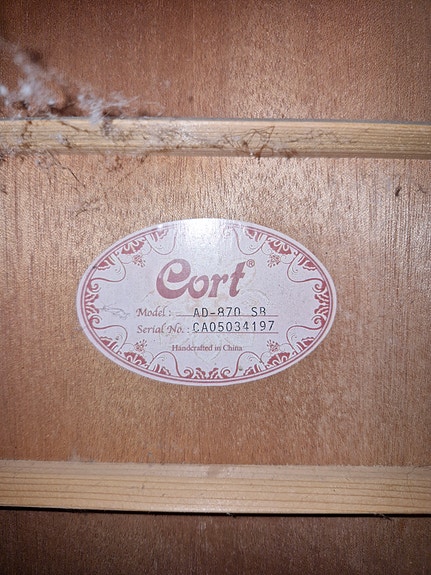 Cort®
Model: AD-870 SB
Serial No.: CA05034197
Handcrafted in China